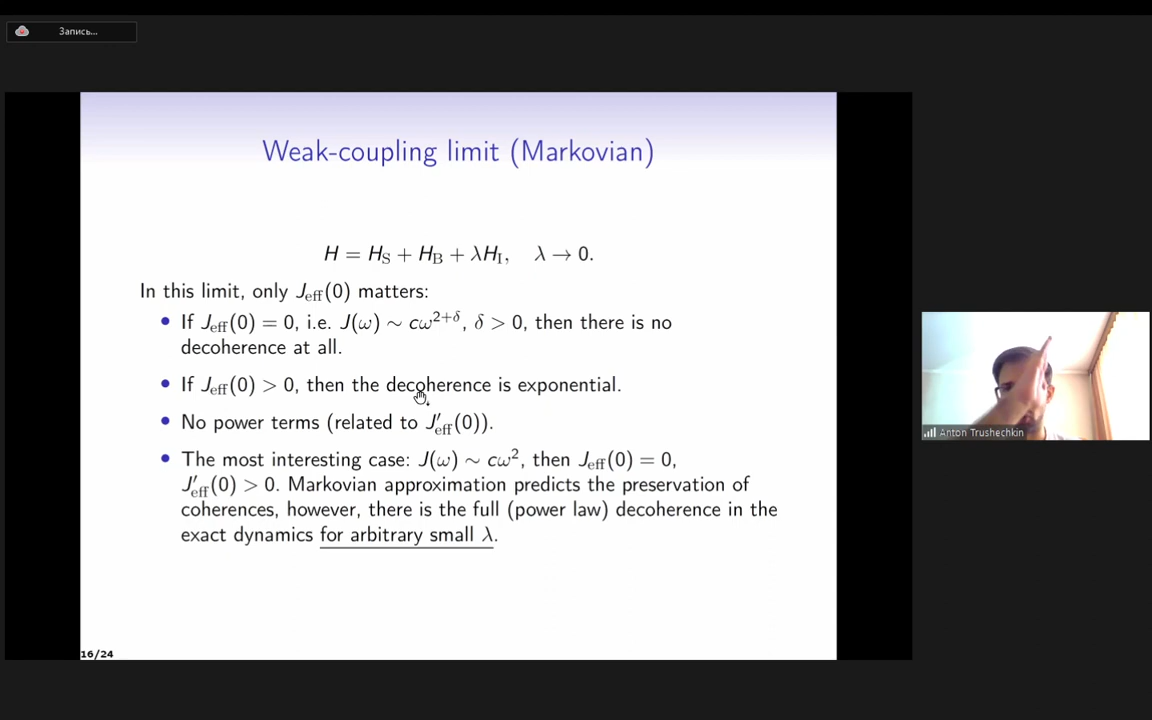 Запись...
Weak-coupling limit (Markovian)
H = H_S + H_B + λH_I, λ → 0.
In this limit, only J_eff(0) matters:
• If J_eff(0) = 0, i.e. J(ω) ∼ cω^{2+δ}, δ > 0, then there is no
decoherence at all.
• If J_eff(0) > 0, then the decoherence is exponential.
• No power terms (related to J′_eff(0)).
• The most interesting case: J(ω) ∼ cω², then J_eff(0) = 0,
J′_eff(0) > 0. Markovian approximation predicts the preservation of
coherences, however, there is the full (power law) decoherence in the
exact dynamics for arbitrary small λ.
16/24
Anton Trushechkin